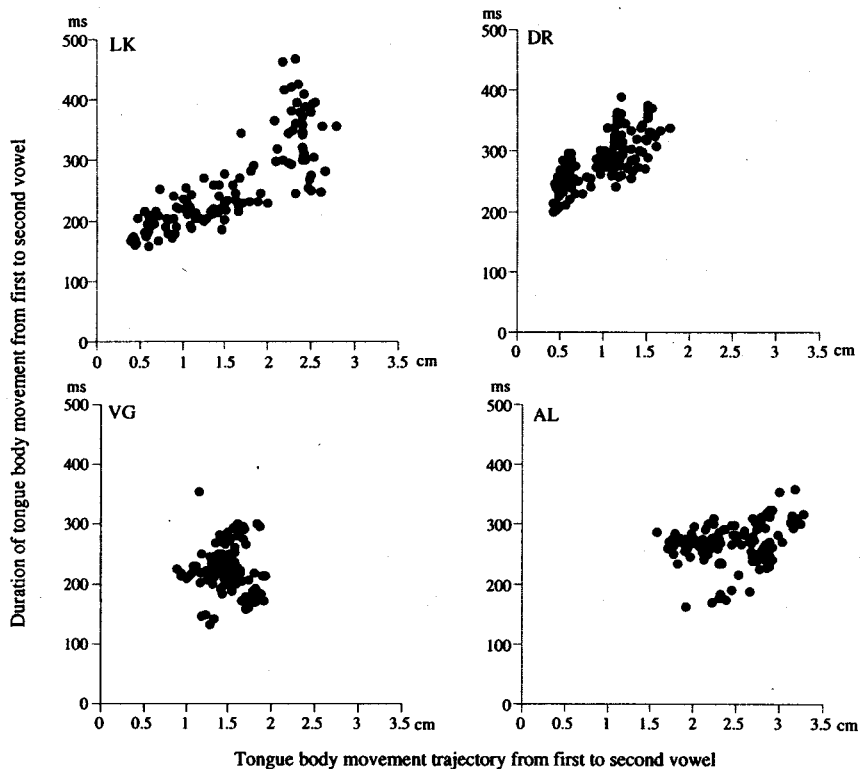 ms
500
LK
400
300
200
100
0
0 0.5 1 1.5 2 2.5 3 3.5 cm
ms
500
DR
400
300
200
100
0
0 0.5 1 1.5 2 2.5 3 3.5 cm
ms
500
VG
400
300
200
100
0
0 0.5 1 1.5 2 2.5 3 3.5 cm
ms
500
AL
400
300
200
100
0
0 0.5 1 1.5 2 2.5 3 3.5 cm
Duration of tongue body movement from first to second vowel
Tongue body movement trajectory from first to second vowel